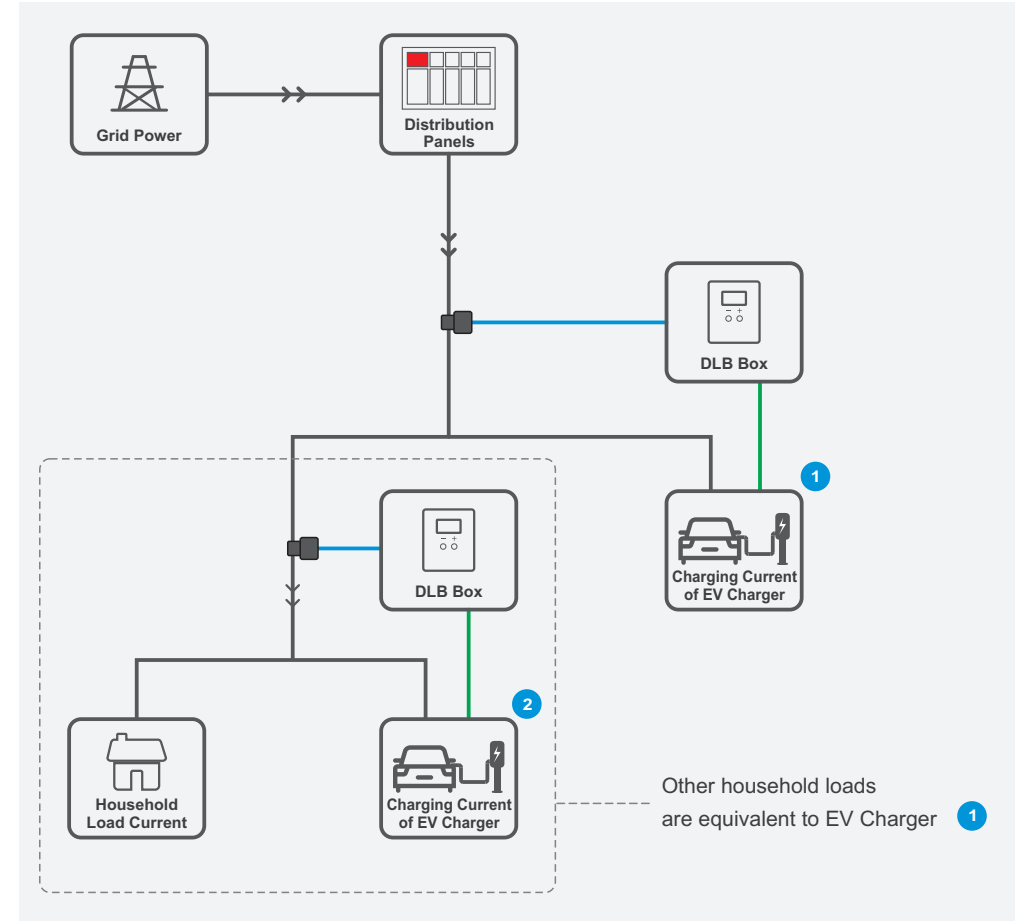 Grid Power
Distribution
Panels
− +
DLB Box
1
Charging Current
of EV Charger
− +
DLB Box
2
Household
Load Current
Charging Current
of EV Charger
Other household loads
are equivalent to EV Charger 1